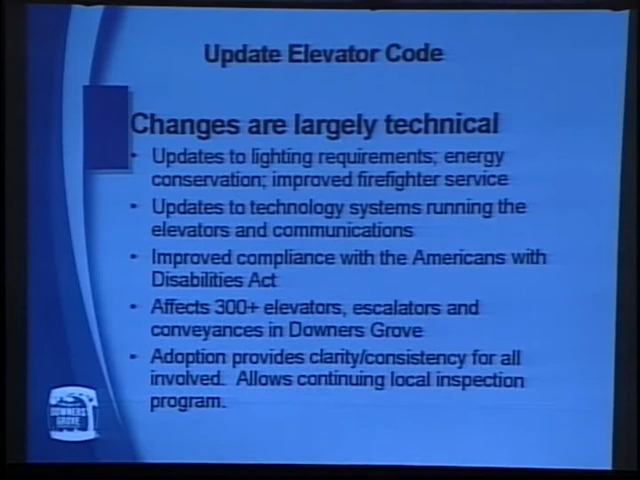 Update Elevator Code
Changes are largely technical
• Updates to lighting requirements; energy
conservation; improved firefighter service
• Updates to technology systems running the
elevators and communications
• Improved compliance with the Americans with
Disabilities Act
• Affects 300+ elevators, escalators and
conveyances in Downers Grove
• Adoption provides clarity/consistency for all
involved. Allows continuing local inspection
program.
DOWNERS
GROVE